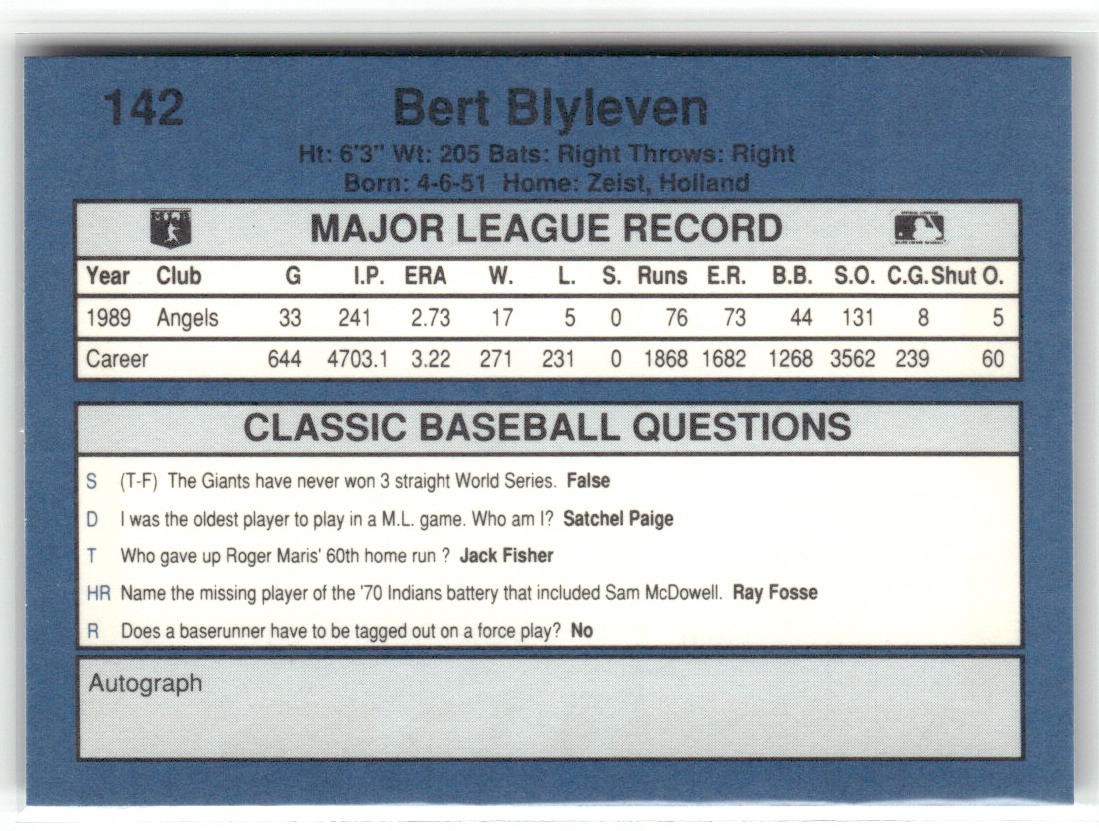 142 Bert Blyleven
Ht: 6'3" Wt: 205 Bats: Right Throws: Right
Born: 4-6-51 Home: Zeist, Holland
MLB MAJOR LEAGUE RECORD
Year Club G I.P. ERA W. L. S. Runs E.R. B.B. S.O. C.G. Shut O.
1989 Angels 33 241 2.73 17 5 0 76 73 44 131 8 5
Career 644 4703.1 3.22 271 231 0 1868 1682 1268 3562 239 60
CLASSIC BASEBALL QUESTIONS
S (T-F) The Giants have never won 3 straight World Series. False
D I was the oldest player to play in a M.L. game. Who am I? Satchel Paige
T Who gave up Roger Maris' 60th home run ? Jack Fisher
HR Name the missing player of the '70 Indians battery that included Sam McDowell. Ray Fosse
R Does a baserunner have to be tagged out on a force play? No
Autograph